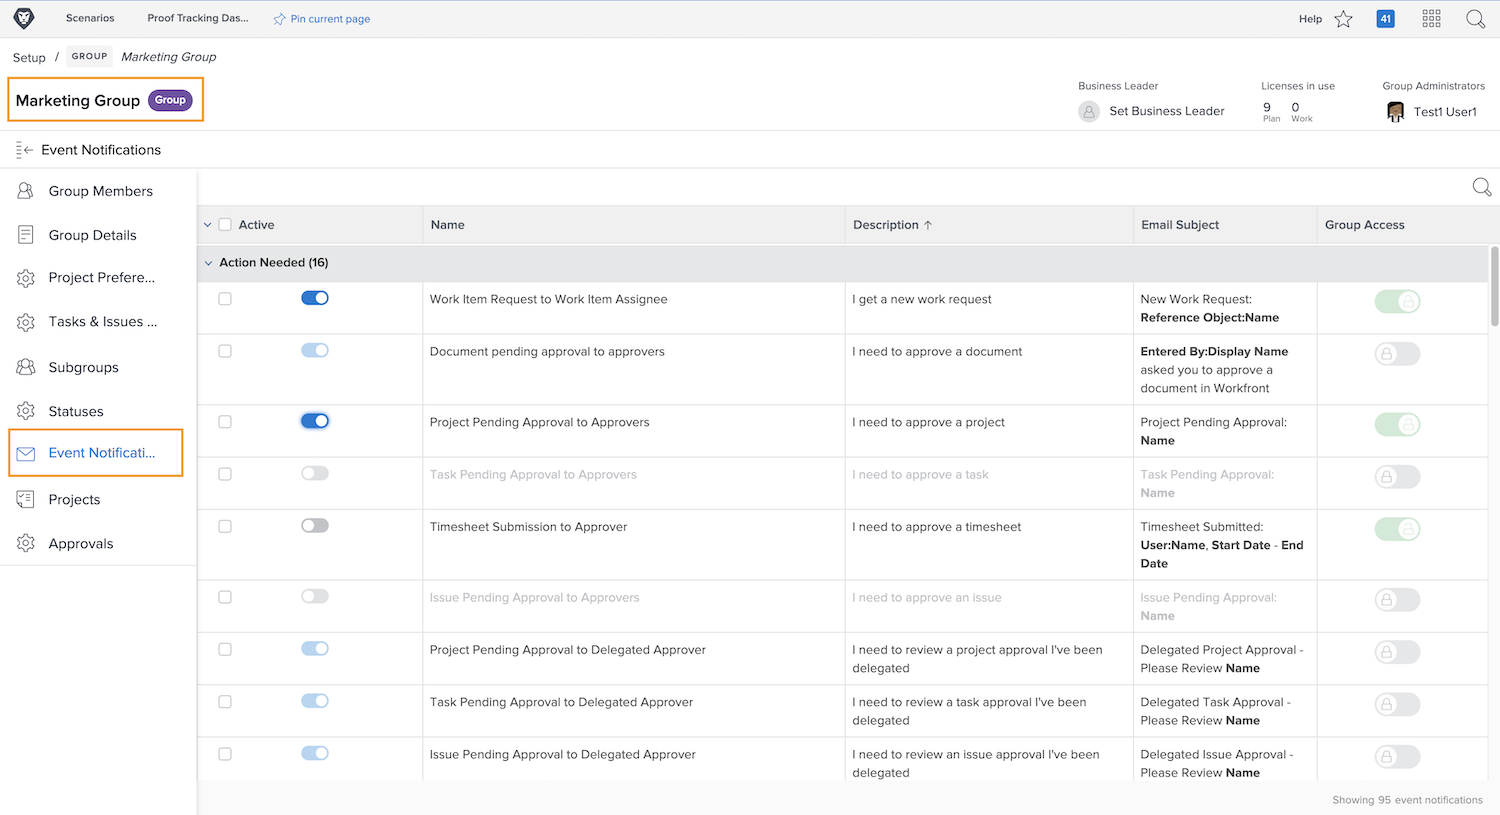 Scenarios
Proof Tracking Das...
Pin current page
Help
41
Setup / GROUP Marketing Group
Marketing Group Group
Business Leader
Set Business Leader
Licenses in use
9 0
Plan Work
Group Administrators
Test1 User1
Event Notifications
Group Members
Group Details
Project Prefere...
Tasks & Issues ...
Subgroups
Statuses
Event Notificati...
Projects
Approvals
Active Name Description ↑ Email Subject Group Access
Action Needed (16)
Work Item Request to Work Item Assignee
I get a new work request
New Work Request:
Reference Object:Name
Document pending approval to approvers
I need to approve a document
Entered By:Display Name
asked you to approve a
document in Workfront
Project Pending Approval to Approvers
I need to approve a project
Project Pending Approval:
Name
Task Pending Approval to Approvers
I need to approve a task
Task Pending Approval:
Name
Timesheet Submission to Approver
I need to approve a timesheet
Timesheet Submitted:
User:Name, Start Date - End
Date
Issue Pending Approval to Approvers
I need to approve an issue
Issue Pending Approval:
Name
Project Pending Approval to Delegated Approver
I need to review a project approval I've been
delegated
Delegated Project Approval -
Please Review Name
Task Pending Approval to Delegated Approver
I need to review a task approval I've been
delegated
Delegated Task Approval -
Please Review Name
Issue Pending Approval to Delegated Approver
I need to review an issue approval I've been
delegated
Delegated Issue Approval -
Please Review Name
Showing 95 event notifications